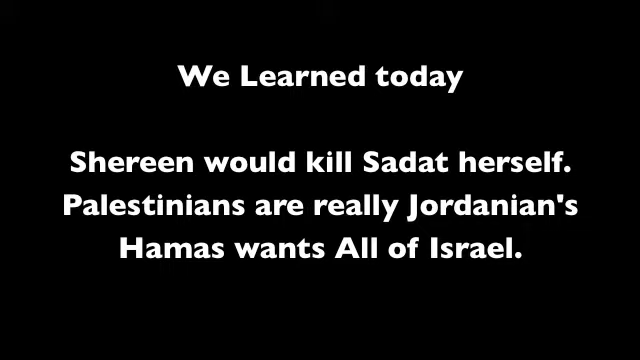 We Learned today
Shereen would kill Sadat herself.
Palestinians are really Jordanian's
Hamas wants All of Israel.